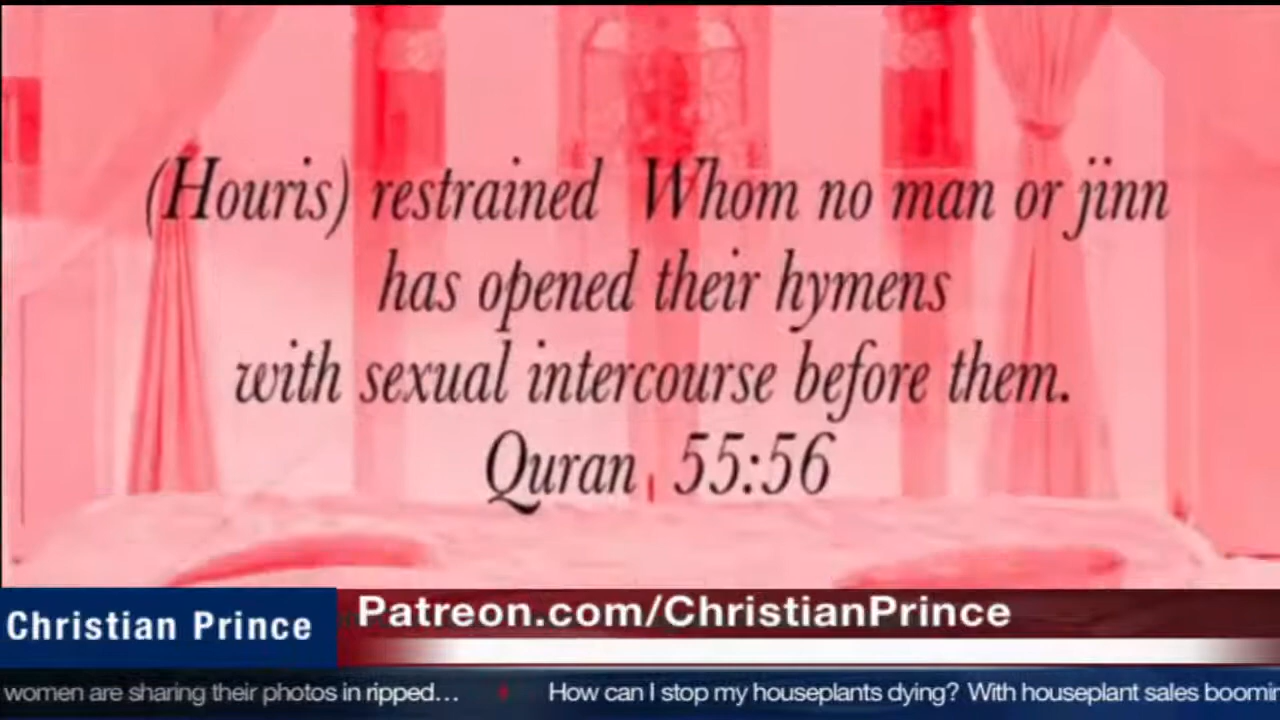 (Houris) restrained Whom no man or jinn
has opened their hymens
with sexual intercourse before them.
Quran 55:56
Christian Prince
Patreon.com/ChristianPrince
women are sharing their photos in ripped...
How can I stop my houseplants dying? With houseplant sales boomin